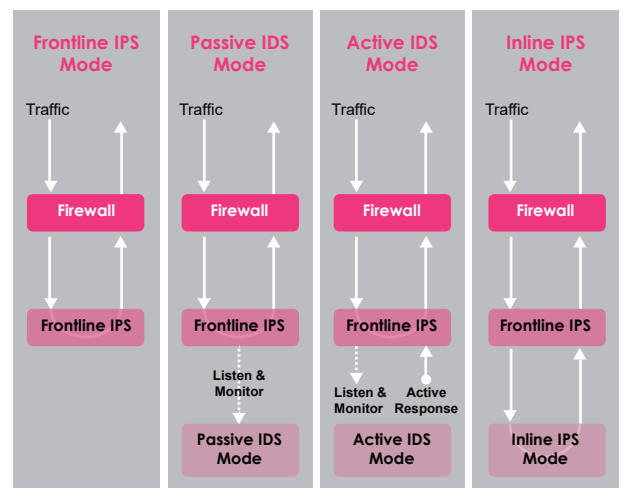 Frontline IPS
Mode
Traffic
Firewall
Frontline IPS
Passive IDS
Mode
Traffic
Firewall
Frontline IPS
Listen &
Monitor
Passive IDS
Mode
Active IDS
Mode
Traffic
Firewall
Frontline IPS
Listen &
Monitor
Active
Response
Active IDS
Mode
Inline IPS
Mode
Traffic
Firewall
Frontline IPS
Inline IPS
Mode